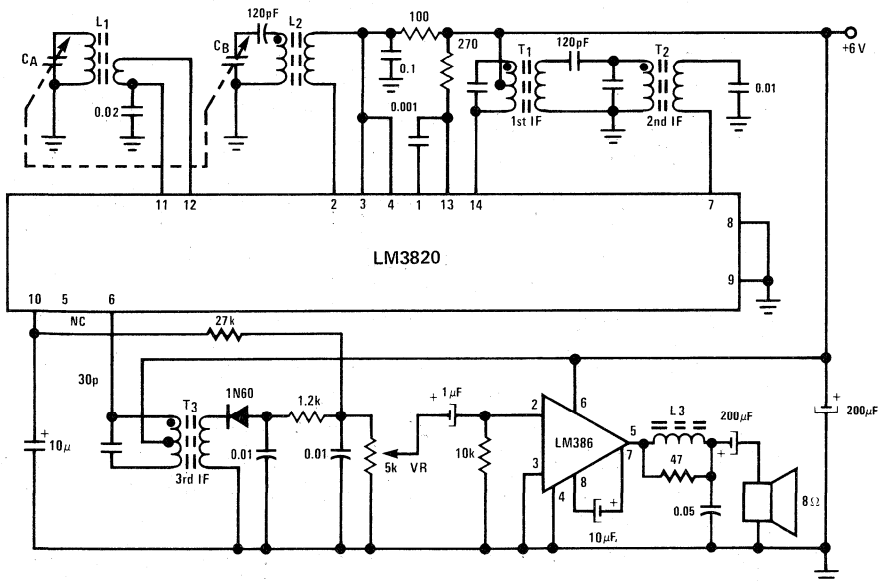 120pF
100
L1
L2
CA
CB
270
T1
120pF
T2
+6 V
0.1
0.01
0.02
0.001
1st IF
2nd IF
11
12
2
3
4
1
13
14
7
8
LM3820
9
10
5
6
NC
27k
30p
T3
1N60
1.2k
+
1µF
+
10µ
0.01
0.01
5k
VR
10k
3rd IF
2
6
LM386
5
7
3
4
8
+
10µF,
L3
47
200µF
+
0.05
8Ω
+
200µF